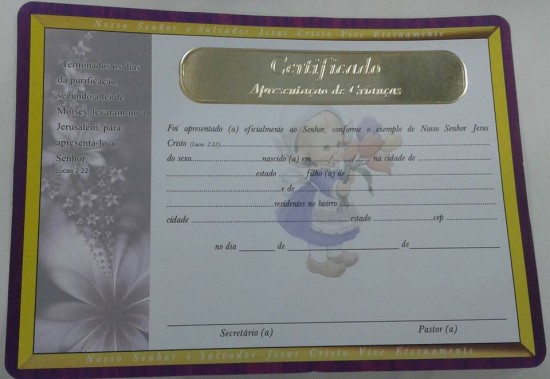 Nosso Senhor e Salvador Jesus Cristo Vive Eternamente
Terminados os dias
da purificação,
segundo a lei de
Moisés, levaram-no a
Jerusalém, para
apresentá-lo ao
Senhor
Lucas 2.22
Certificado
Apresentação de Crianças
Foi apresentado (a) oficialmente ao Senhor, conforme o exemplo de Nosso Senhor Jesus
Cristo (Lucas 2.22)
do sexo nascido (a) em na cidade de
estado filho (a) de
e de
residentes no bairro
cidade estado cep
no dia de de
Secretário (a) Pastor (a)
Nosso Senhor e Salvador Jesus Cristo Vive Eternamente